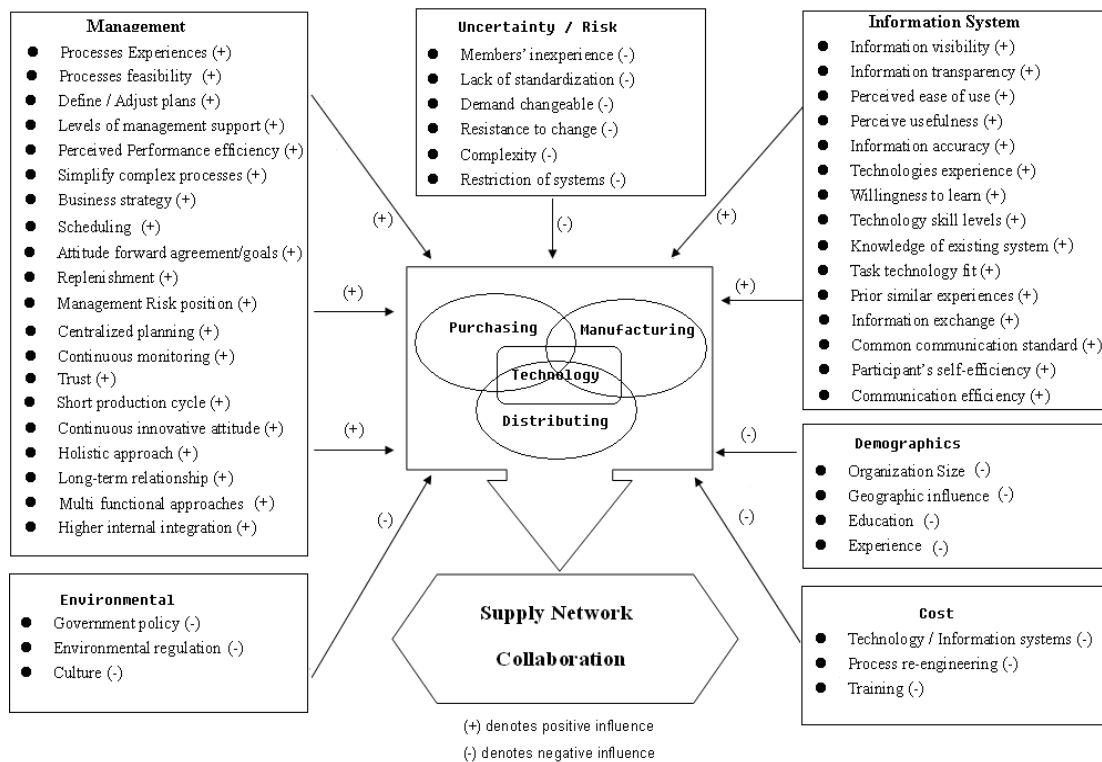 Management
Processes Experiences (+)
Processes feasibility (+)
Define / Adjust plans (+)
Levels of management support (+)
Perceived Performance efficiency (+)
Simplify complex processes (+)
Business strategy (+)
Scheduling (+)
Attitude forward agreement/goals (+)
Replenishment (+)
Management Risk position (+)
Centralized planning (+)
Continuous monitoring (+)
Trust (+)
Short production cycle (+)
Continuous innovative attitude (+)
Holistic approach (+)
Long-term relationship (+)
Multi functional approaches (+)
Higher internal integration (+)
Uncertainty / Risk
Members' inexperience (-)
Lack of standardization (-)
Demand changeable (-)
Resistance to change (-)
Complexity (-)
Restriction of systems (-)
Information System
Information visibility (+)
Information transparency (+)
Perceived ease of use (+)
Perceive usefulness (+)
Information accuracy (+)
Technologies experience (+)
Willingness to learn (+)
Technology skill levels (+)
Knowledge of existing system (+)
Task technology fit (+)
Prior similar experiences (+)
Information exchange (+)
Common communication standard (+)
Participant's self-efficiency (+)
Communication efficiency (+)
(+)
(-)
(+)
(+)
(+)
(+)
(-)
(-)
(-)
Purchasing
Manufacturing
Technology
Distributing
Demographics
Organization Size (-)
Geographic influence (-)
Education (-)
Experience (-)
Environmental
Government policy (-)
Environmental regulation (-)
Culture (-)
Supply Network
Collaboration
Cost
Technology / Information systems (-)
Process re-engineering (-)
Training (-)
(+) denotes positive influence
(-) denotes negative influence